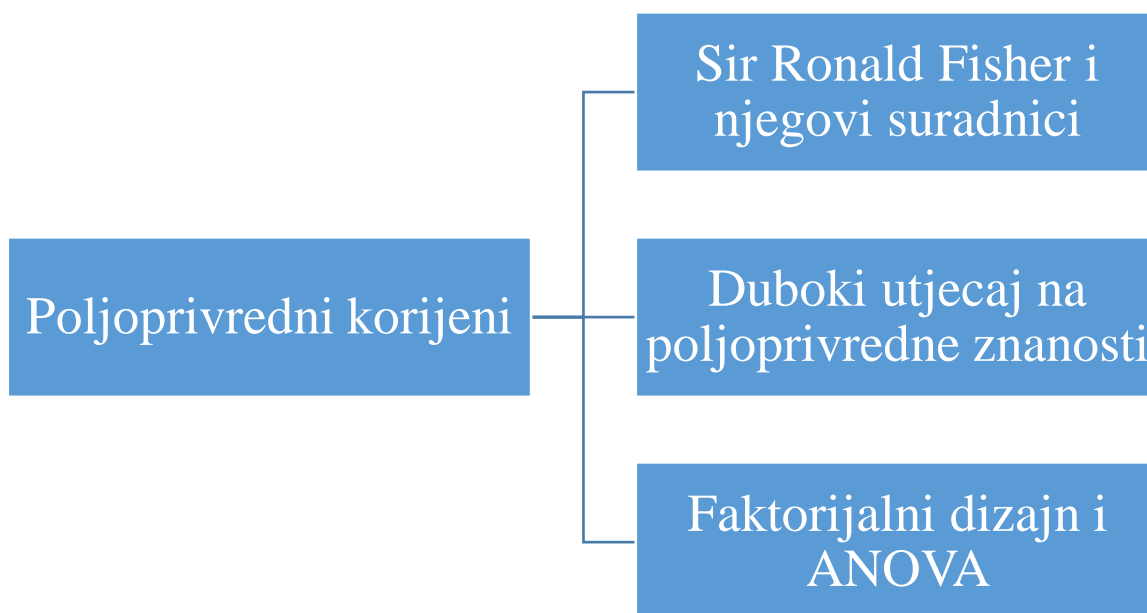 Poljoprivredni korijeni
Sir Ronald Fisher i
njegovi suradnici
Duboki utjecaj na
poljoprivredne znanosti
Faktorijalni dizajn i
ANOVA